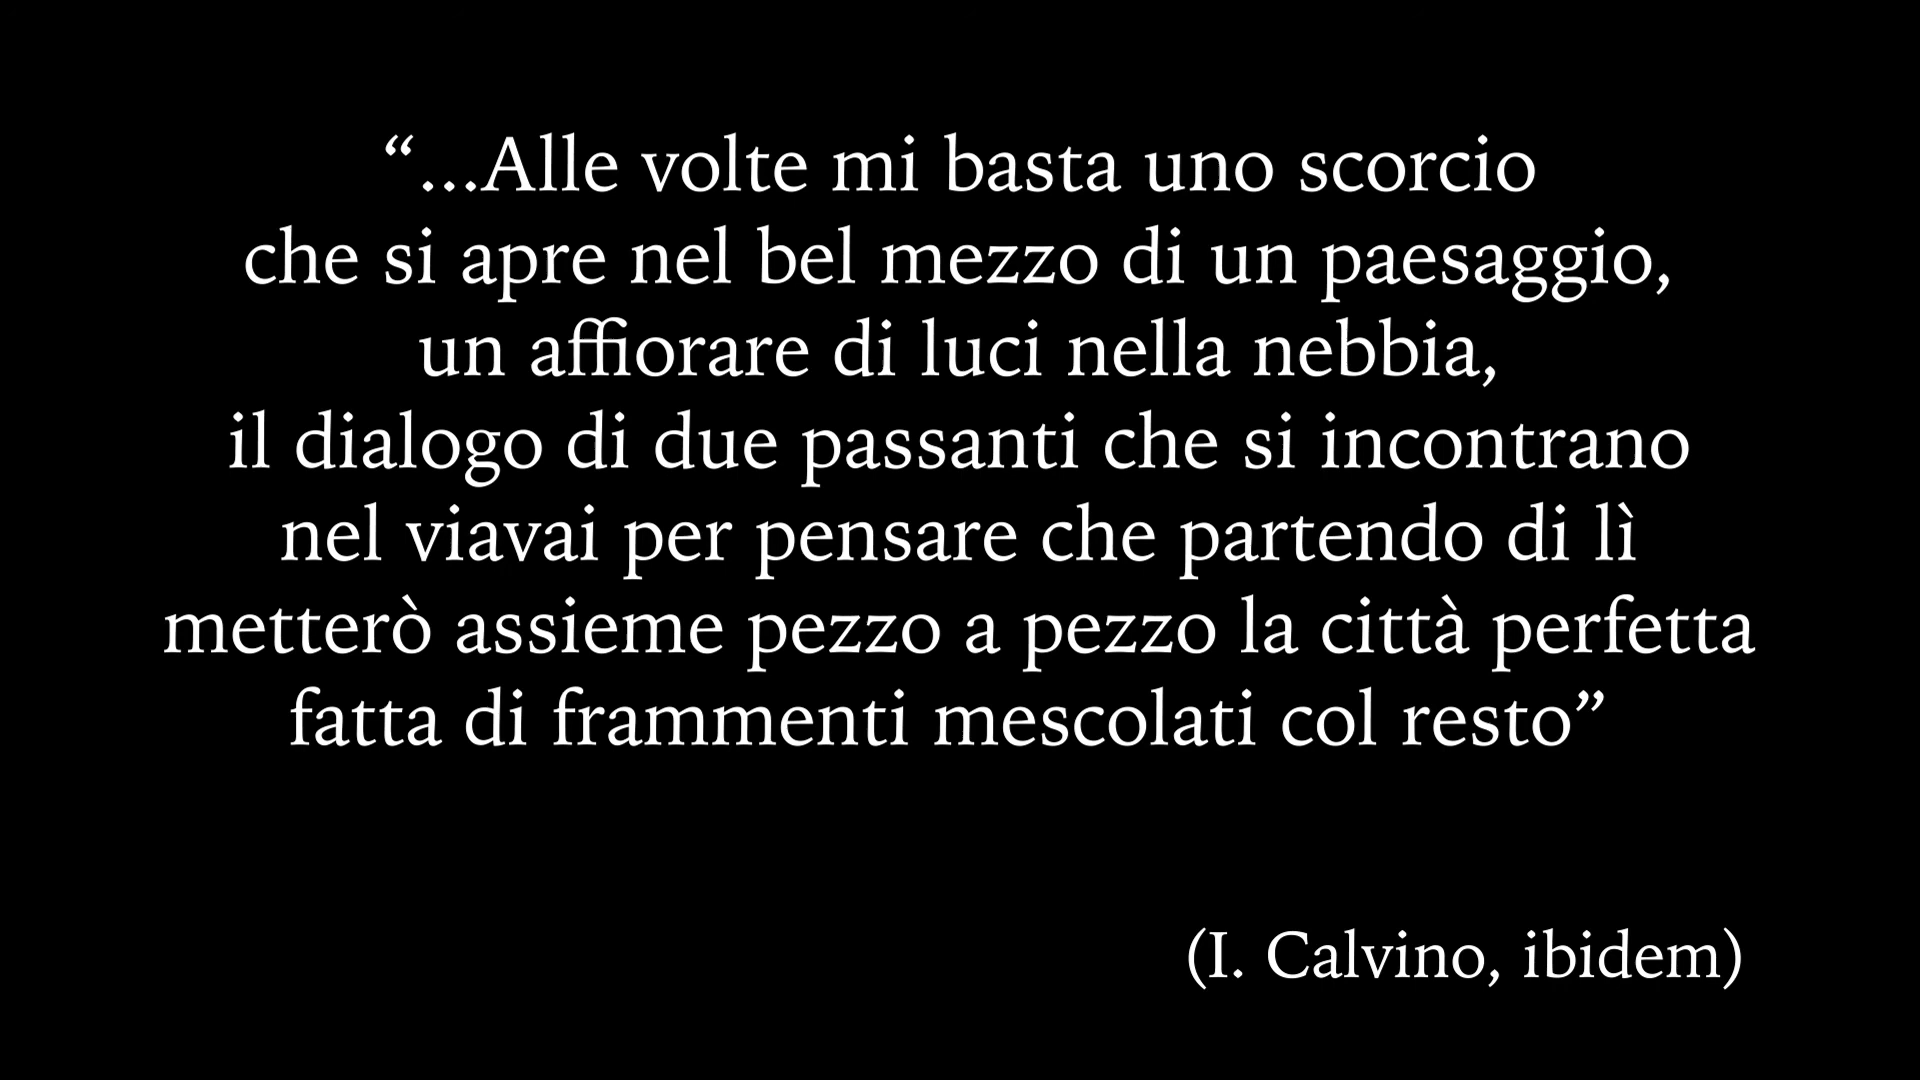 “...Alle volte mi basta uno scorcio
che si apre nel bel mezzo di un paesaggio,
un affiorare di luci nella nebbia,
il dialogo di due passanti che si incontrano
nel viavai per pensare che partendo di lì
metterò assieme pezzo a pezzo la città perfetta
fatta di frammenti mescolati col resto”
(I. Calvino, ibidem)